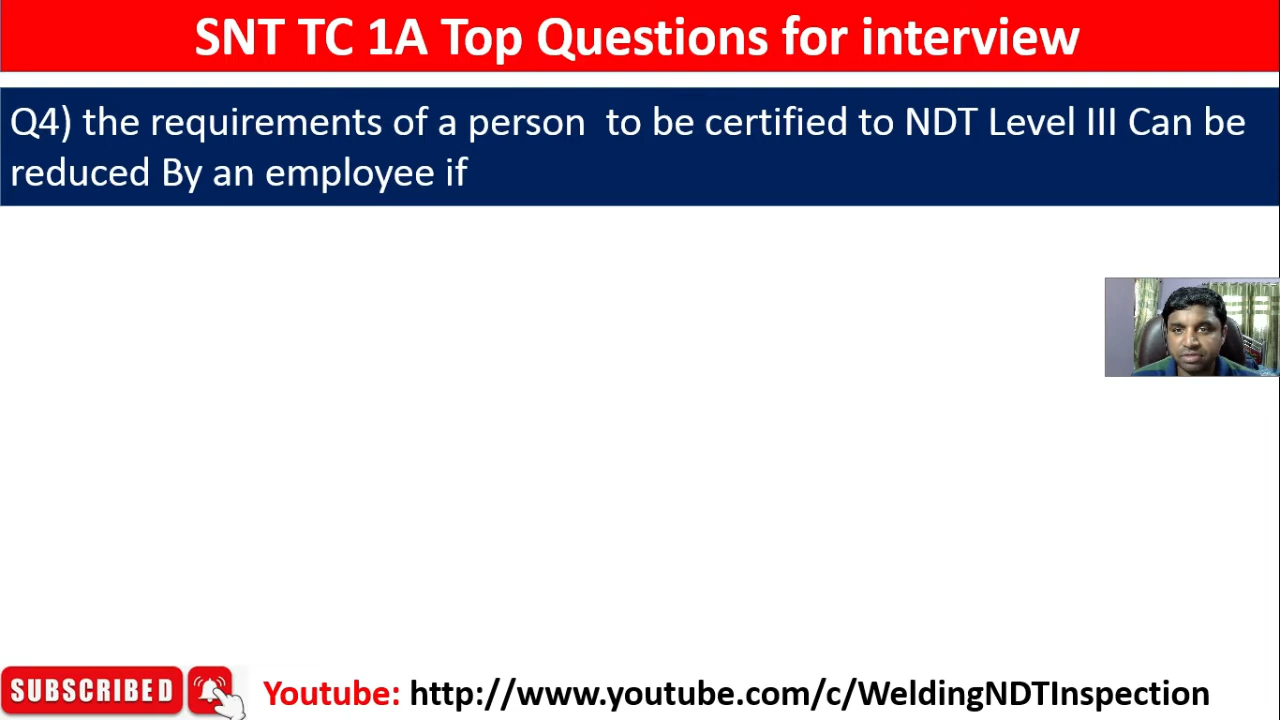 SNT TC 1A Top Questions for interview
Q4) the requirements of a person to be certified to NDT Level III Can be
reduced By an employee if
SUBSCRIBED
Youtube: http://www.youtube.com/c/WeldingNDTInspection